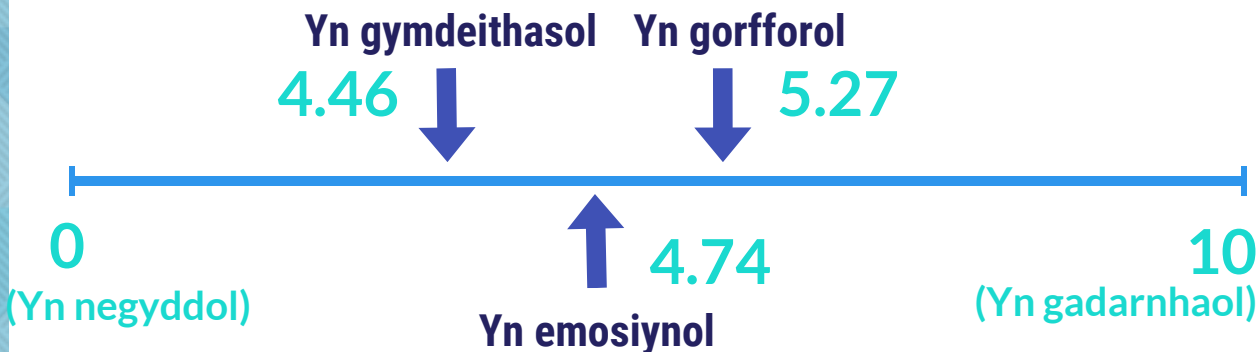 Yn gymdeithasol Yn gorfforol
4.46 5.27
0 4.74 10
(Yn negyddol) (Yn gadarnhaol)
Yn emosiynol